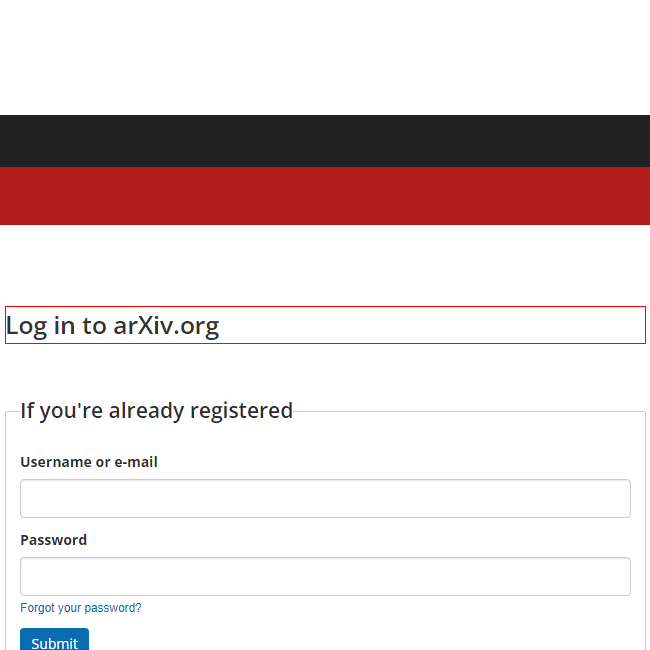 Log in to arXiv.org
If you're already registered
Username or e-mail
Password
Forgot your password?
Submit